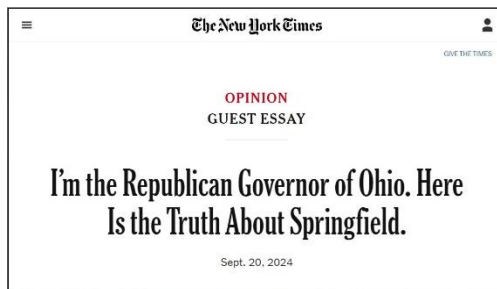 The New York Times
GIVE THE TIMES
OPINION
GUEST ESSAY
I'm the Republican Governor of Ohio. Here
Is the Truth About Springfield.
Sept. 20, 2024